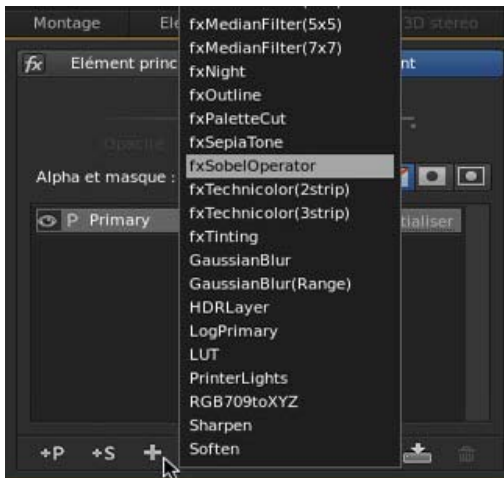 Montage
3D stéréo
fx Elément princ
nt
Opacité
Alpha et masque :
P Primary
tialiser
+P +S +
fxMedianFilter(5x5)
fxMedianFilter(7x7)
fxNight
fxOutline
fxPaletteCut
fxSepiaTone
fxSobelOperator
fxTechnicolor(2strip)
fxTechnicolor(3strip)
fxTinting
GaussianBlur
GaussianBlur(Range)
HDRLayer
LogPrimary
LUT
PrinterLights
RGB709toXYZ
Sharpen
Soften